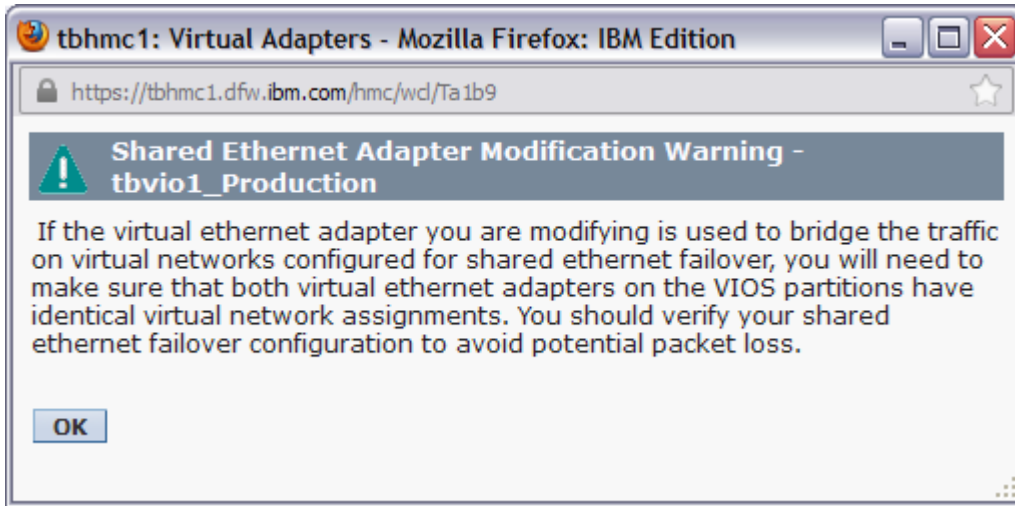 tbhmc1: Virtual Adapters - Mozilla Firefox: IBM Edition
https://tbhmc1.dfw.ibm.com/hmc/wcl/Ta1b9
Shared Ethernet Adapter Modification Warning -
tbvio1_Production
If the virtual ethernet adapter you are modifying is used to bridge the traffic
on virtual networks configured for shared ethernet failover, you will need to
make sure that both virtual ethernet adapters on the VIOS partitions have
identical virtual network assignments. You should verify your shared
ethernet failover configuration to avoid potential packet loss.
OK